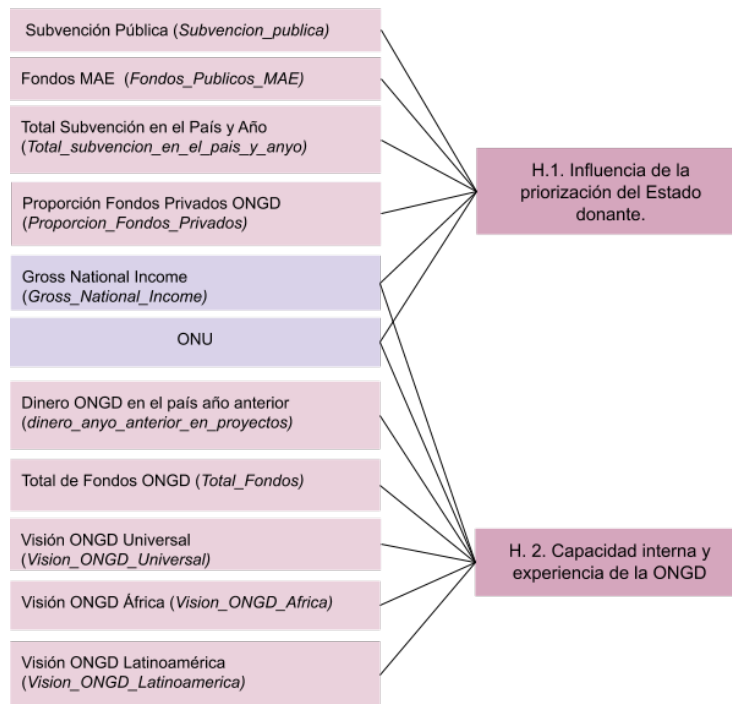 Subvención Pública (Subvencion_publica)
Fondos MAE (Fondos_Publicos_MAE)
Total Subvención en el País y Año
(Total_subvencion_en_el_pais_y_anyo)
Proporción Fondos Privados ONGD
(Proporcion_Fondos_Privados)
Gross National Income
(Gross_National_Income)
ONU
Dinero ONGD en el país año anterior
(dinero_anyo_anterior_en_proyectos)
Total de Fondos ONGD (Total_Fondos)
Visión ONGD Universal
(Vision_ONGD_Universal)
Visión ONGD África (Vision_ONGD_Africa)
Visión ONGD Latinoamérica
(Vision_ONGD_Latinoamerica)
H.1. Influencia de la
priorización del Estado
donante.
H. 2. Capacidad interna y
experiencia de la ONGD